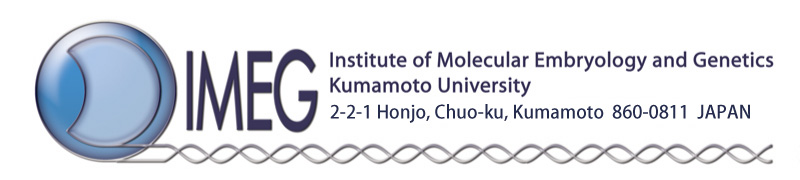 IMEG
Institute of Molecular Embryology and Genetics
Kumamoto University
2-2-1 Honjo, Chuo-ku, Kumamoto 860-0811 JAPAN